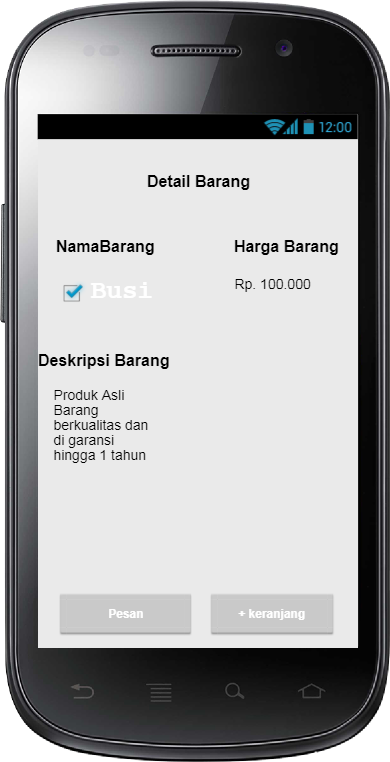 12:00
Detail Barang
NamaBarang
Harga Barang
Busi
Rp. 100.000
Deskripsi Barang
Produk Asli
Barang
berkualitas dan
di garansi
hingga 1 tahun
Pesan
+ keranjang